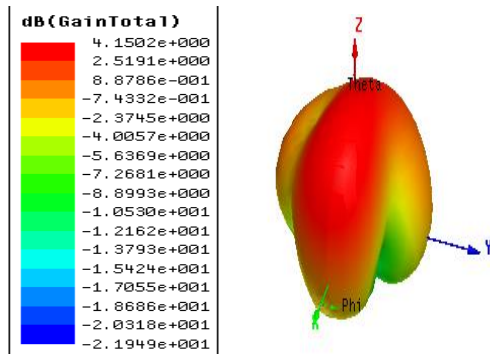 dB(GainTotal)
4.1502e+000
2.5191e+000
8.8786e-001
-7.4332e-001
-2.3745e+000
-4.0057e+000
-5.6369e+000
-7.2681e+000
-8.8993e+000
-1.0530e+001
-1.2162e+001
-1.3793e+001
-1.5424e+001
-1.7055e+001
-1.8686e+001
-2.0318e+001
-2.1949e+001
Z
Theta
Y
Phi